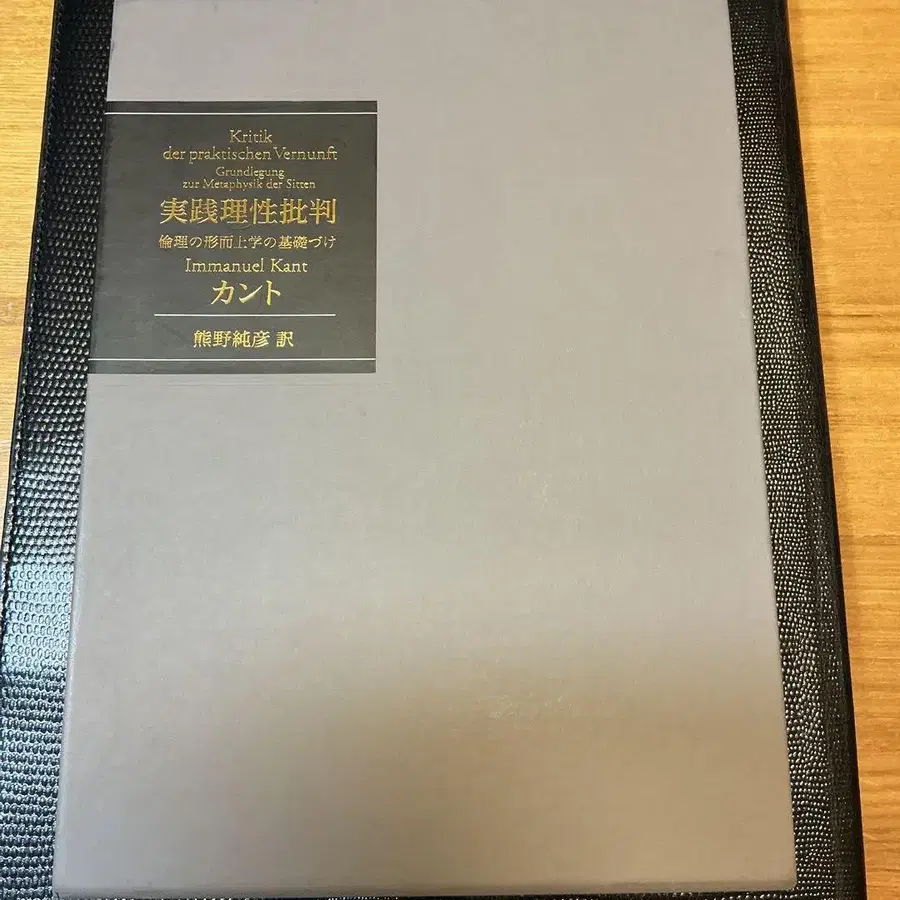 Kritik
der praktischen Vernunft
Grundlegung
zur Metaphysik der Sitten
実践理性批判
倫理の形而上学の基礎づけ
Immanuel Kant
カント
熊野純彦 訳